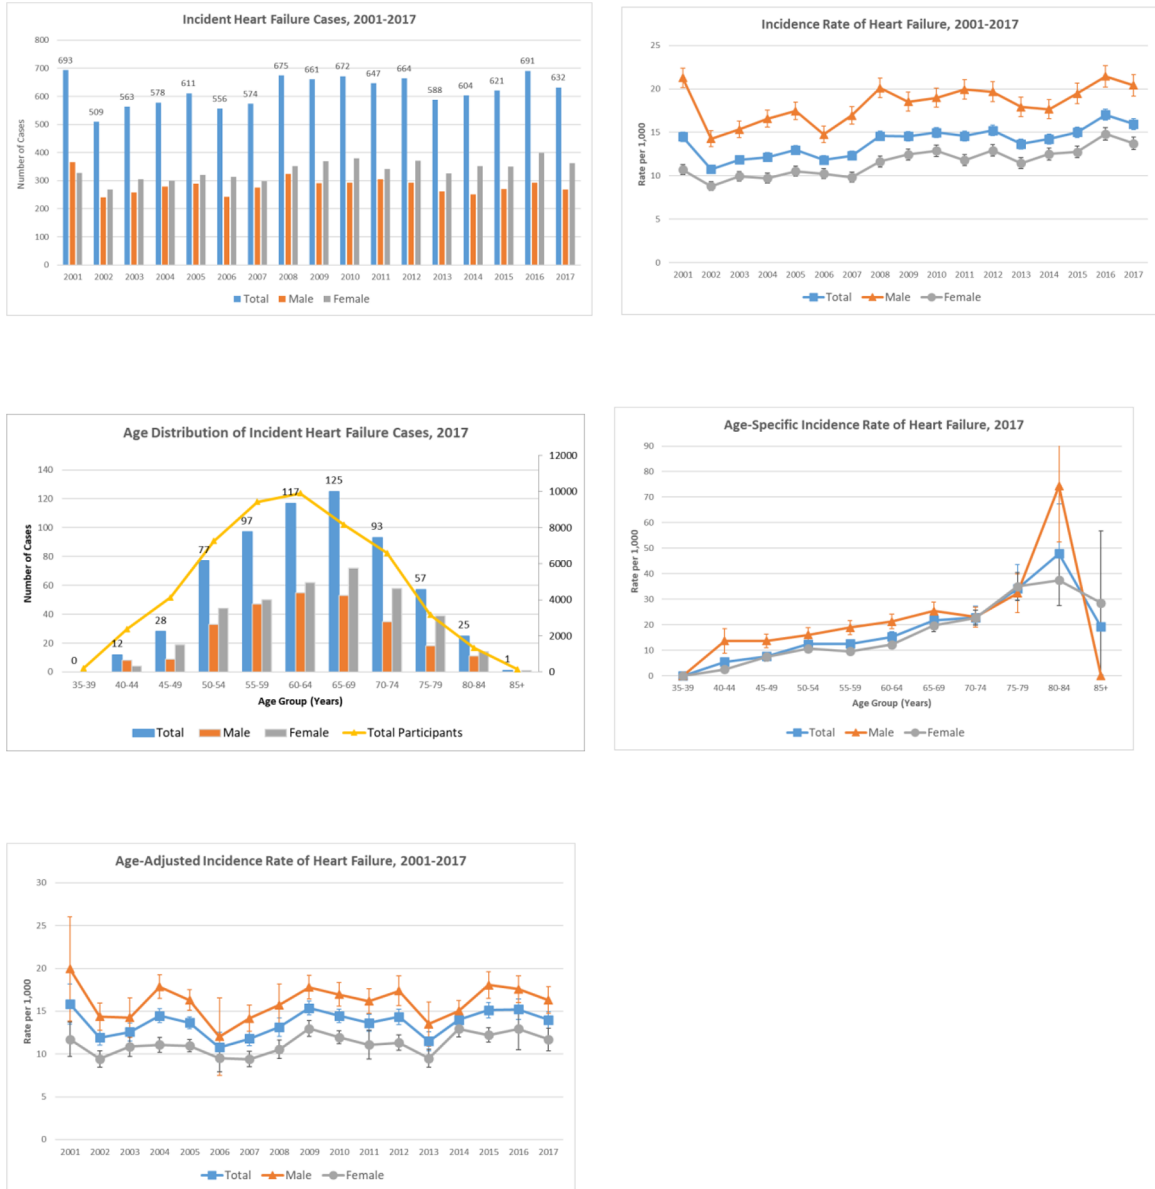 Incident Heart Failure Cases, 2001-2017
Number of Cases
800
700
600
500
400
300
200
100
0
693 509 563 578 611 556 574 675 661 672 647 664 588 604 621 691 632
2001 2002 2003 2004 2005 2006 2007 2008 2009 2010 2011 2012 2013 2014 2015 2016 2017
Total Male Female
Incidence Rate of Heart Failure, 2001-2017
Rate per 1,000
25
20
15
10
5
0
2001 2002 2003 2004 2005 2006 2007 2008 2009 2010 2011 2012 2013 2014 2015 2016 2017
Total Male Female
Age Distribution of Incident Heart Failure Cases, 2017
Number of Cases
140
120
100
80
60
40
20
0
12000
10000
8000
6000
4000
2000
0
0 12 28 77 97 117 125 93 57 25 1
35-39 40-44 45-49 50-54 55-59 60-64 65-69 70-74 75-79 80-84 85+
Age Group (Years)
Total Male Female Total Participants
Age-Specific Incidence Rate of Heart Failure, 2017
Rate per 1,000
90
80
70
60
50
40
30
20
10
0
35-39 40-44 45-49 50-54 55-59 60-64 65-69 70-74 75-79 80-84 85+
Age Group (Years)
Total Male Female
Age-Adjusted Incidence Rate of Heart Failure, 2001-2017
Rate per 1,000
30
25
20
15
10
5
0
2001 2002 2003 2004 2005 2006 2007 2008 2009 2010 2011 2012 2013 2014 2015 2016 2017
Total Male Female